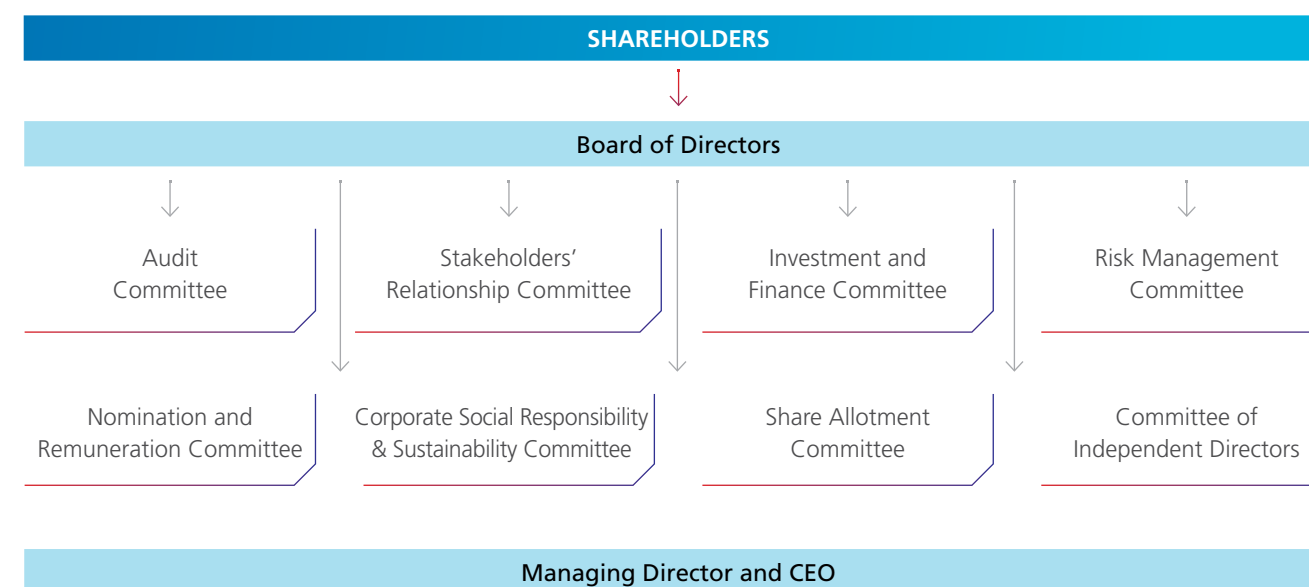 SHAREHOLDERS
Board of Directors
Audit
Committee
Stakeholders’
Relationship Committee
Investment and
Finance Committee
Risk Management
Committee
Nomination and
Remuneration Committee
Corporate Social Responsibility
& Sustainability Committee
Share Allotment
Committee
Committee of
Independent Directors
Managing Director and CEO